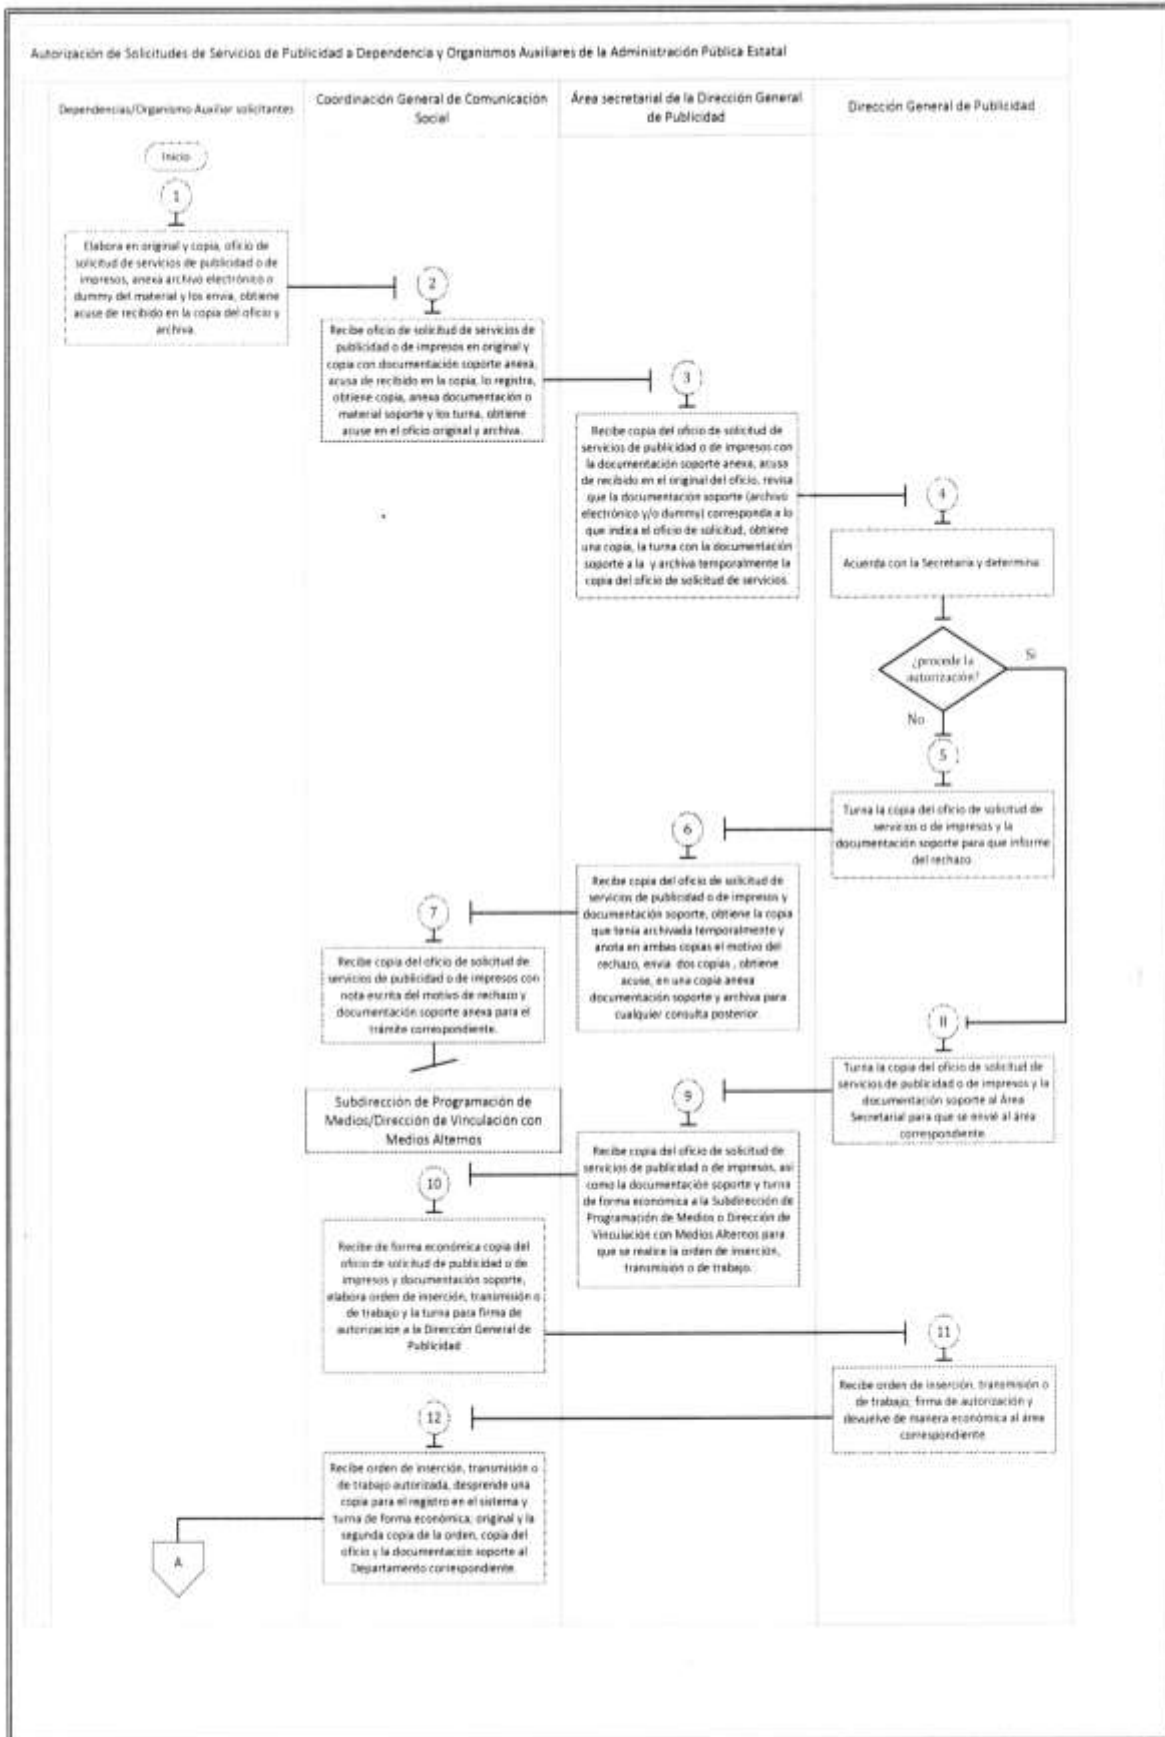 Autorización de Solicitudes de Servicios de Publicidad a Dependencia y Organismos Auxiliares de la Administración Pública Estatal
Dependencias/Organismo Auxiliar solicitantes
Coordinación General de Comunicación
Social
Área secretarial de la Dirección General
de Publicidad
Dirección General de Publicidad
Inicio
1
Elabora en original y copia, oficio de
solicitud de servicios de publicidad o de
impresos, anexa archivo electrónico o
dummy del material y los envia, obtiene
acuse de recibido en la copia del oficio y
archiva.
2
Recibe oficio de solicitud de servicios de
publicidad o de impresos en original y
copia con documentación soporte anexa,
acusa de recibido en la copia, lo registra,
obtiene copia, anexa documentación o
material soporte y los turna, obtiene
acuse en el oficio original y archiva.
3
Recibe copia del oficio de solicitud de
servicios de publicidad o de impresos con
la documentación soporte anexa, acusa
de recibido en el original del oficio, revisa
que la documentación soporte (archivo
electrónico y/o dummy) corresponda a lo
que indica el oficio de solicitud, obtiene
una copia, la turna con la documentación
soporte a la y archiva temporalmente la
copia del oficio de solicitud de servicios.
4
Acuerda con la Secretaria y determina
¿procede la
autorización?
Si
No
5
Turna la copia del oficio de solicitud de
servicios o de impresos y la
documentación soporte para que informe
del rechazo
6
Recibe copia del oficio de solicitud de
servicios de publicidad o de impresos y
documentación soporte, obtiene la copia
que tenía archivada temporalmente y
anota en ambas copias el motivo del
rechazo, envia dos copias , obtiene
acuse, en una copia anexa
documentación soporte y archiva para
cualquier consulta posterior
7
Recibe copia del oficio de solicitud de
servicios de publicidad o de impresos con
nota escrita del motivo de rechazo y
documentación soporte anexa para el
trámite correspondiente.
8
Turna la copia del oficio de solicitud de
servicios de publicidad o de impresos y la
documentación soporte al Área
Secretarial para que se envié al área
correspondiente.
Subdirección de Programación de
Medios/Dirección de Vinculación con
Medios Alternos
9
Recibe copia del oficio de solicitud de
servicios de publicidad o de impresos, asi
como la documentación soporte y turna
de forma económica a la Subdirección de
Programación de Medios o Dirección de
Vinculación con Medios Alternos para
que se realice la orden de inserción,
transmisión o de trabajo.
10
Recibe de forma económica copia del
oficio de solicitud de publicidad o de
impresos y documentación soporte,
elabora orden de inserción, transmisión o
de trabajo y la turna para firma de
autorización a la Dirección General de
Publicidad
11
Recibe orden de inserción, transmisión o
de trabajo, firma de autorización y
devuelve de manera económica al área
correspondiente
12
Recibe orden de inserción, transmisión o
de trabajo autorizada, desprende una
copia para el registro en el sistema y
turna de forma económica, original y la
segunda copia de la orden, copia del
oficio y la documentación soporte al
Departamento correspondiente.
A